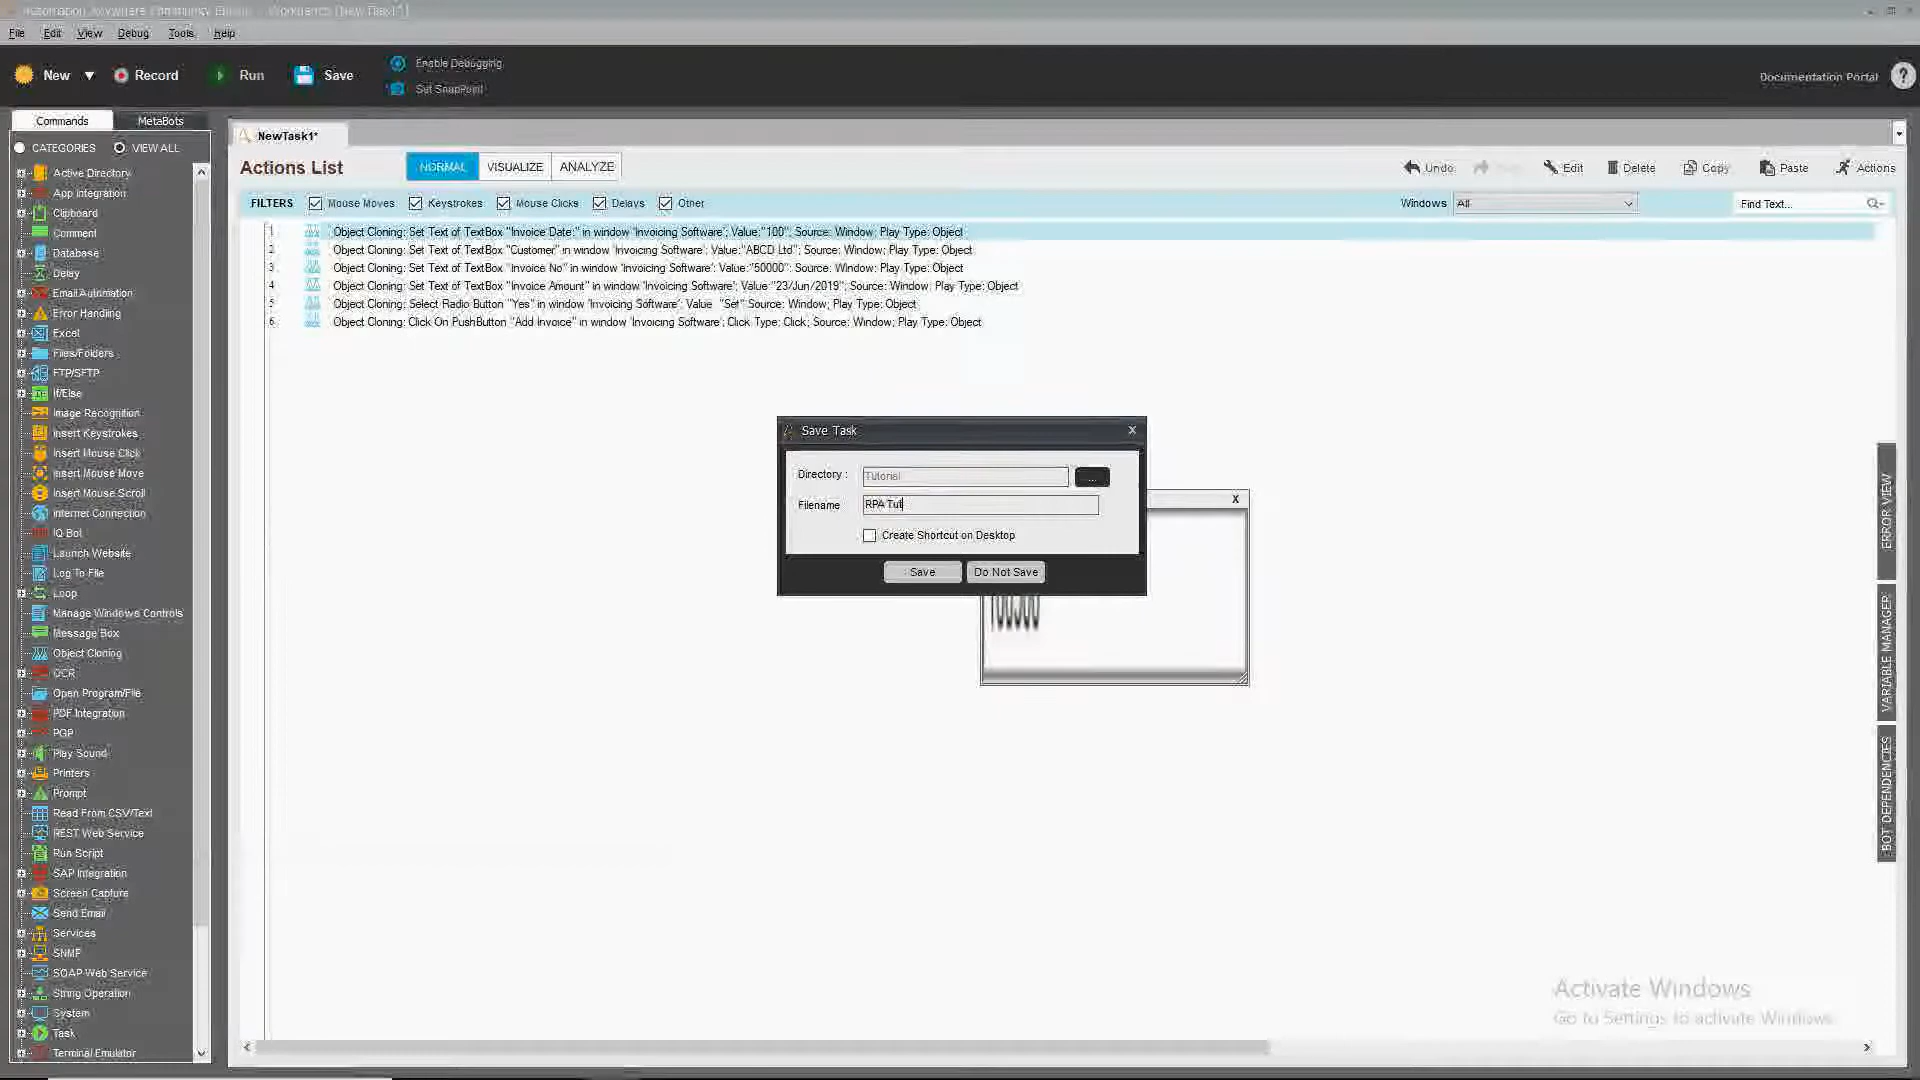 Automation Anywhere Community Edition - Workbench [New Task1*]
File Edit View Debug Tools Help
New Record Run Save
Enable Debugging
Set SnapPoint
Documentation Portal ?
Commands MetaBots
CATEGORIES VIEW ALL
Active Directory
App Integration
Clipboard
Comment
Database
Delay
Email Automation
Error Handling
Excel
Files/Folders
FTP/SFTP
If/Else
Image Recognition
Insert Keystrokes
Insert Mouse Click
Insert Mouse Move
Insert Mouse Scroll
Internet Connection
IQ Bot
Launch Website
Log To File
Loop
Manage Windows Controls
Message Box
Object Cloning
OCR
Open Program/File
PDF Integration
PGP
Play Sound
Printers
Prompt
Read From CSV/Text
REST Web Service
Run Script
SAP Integration
Screen Capture
Send Email
Services
SNMP
SOAP Web Service
String Operation
System
Task
Terminal Emulator
NewTask1*
Actions List NORMAL VISUALIZE ANALYZE
Undo Edit Delete Copy Paste Actions
FILTERS Mouse Moves Keystrokes Mouse Clicks Delays Other Windows All Find Text...
1 Object Cloning: Set Text of TextBox "Invoice Date:" in window 'Invoicing Software'; Value:"100"; Source: Window; Play Type: Object
2 Object Cloning: Set Text of TextBox "Customer" in window 'Invoicing Software'; Value:"ABCD Ltd"; Source: Window; Play Type: Object
3 Object Cloning: Set Text of TextBox "Invoice No" in window 'Invoicing Software'; Value:"50000"; Source: Window; Play Type: Object
4 Object Cloning: Set Text of TextBox "Invoice Amount" in window 'Invoicing Software'; Value "23/Jun/2019"; Source: Window; Play Type: Object
5 Object Cloning: Select Radio Button "Yes" in window 'Invoicing Software'; Value "Set" Source: Window; Play Type: Object
6 Object Cloning: Click On PushButton "Add Invoice" in window 'Invoicing Software'; Click Type: Click; Source: Window; Play Type: Object
Save Task X
Directory : Tutorial ...
Filename RPA Tut
Create Shortcut on Desktop
Save Do Not Save
X
ERROR VIEW
VARIABLE MANAGER
BOT DEPENDENCIES
Activate Windows
Go to Settings to activate Windows.